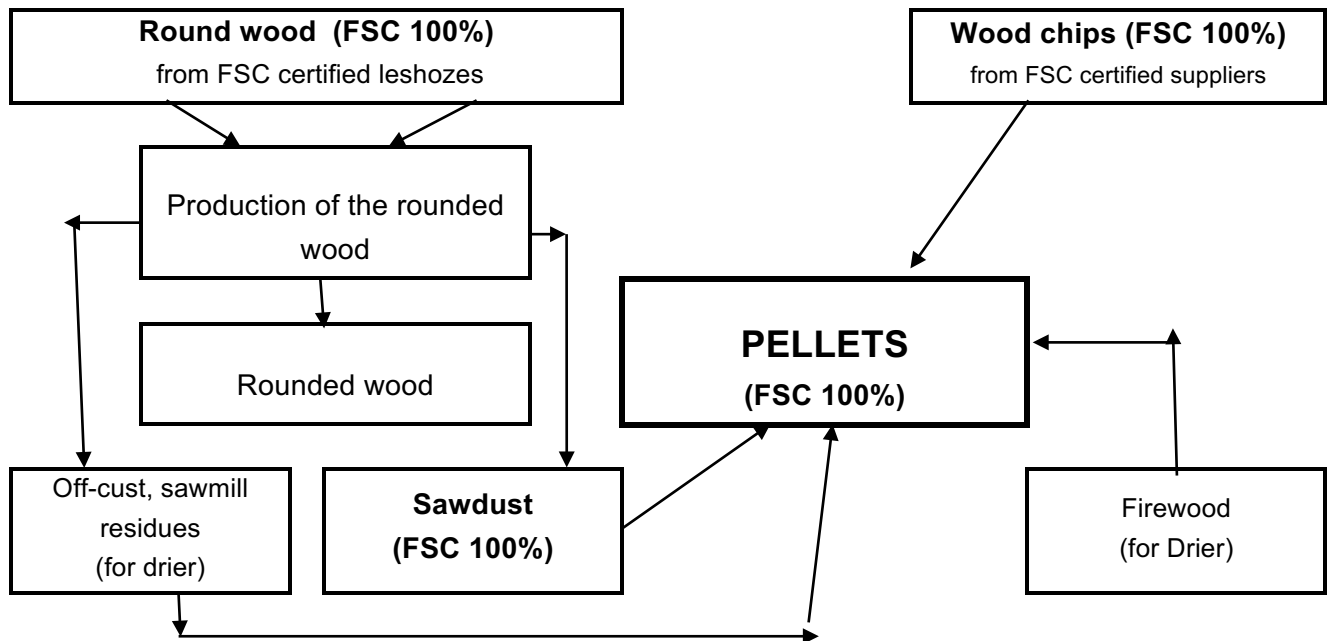 Round wood (FSC 100%)
from FSC certified leshozes
Wood chips (FSC 100%)
from FSC certified suppliers
Production of the rounded
wood
PELLETS
(FSC 100%)
Rounded wood
Off-cust, sawmill
residues
(for drier)
Sawdust
(FSC 100%)
Firewood
(for Drier)